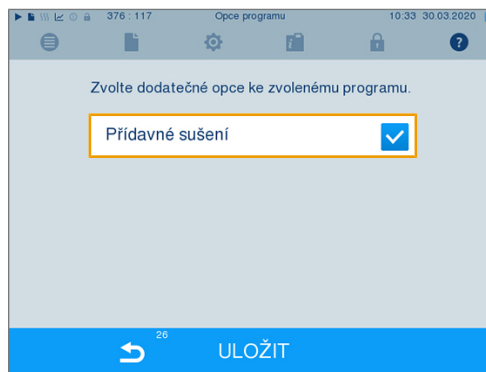 376 : 117 Opce programu 10:33 30.03.2020
Zvolte dodatečné opce ke zvolenému programu.
Přídavné sušení
26
ULOŽIT